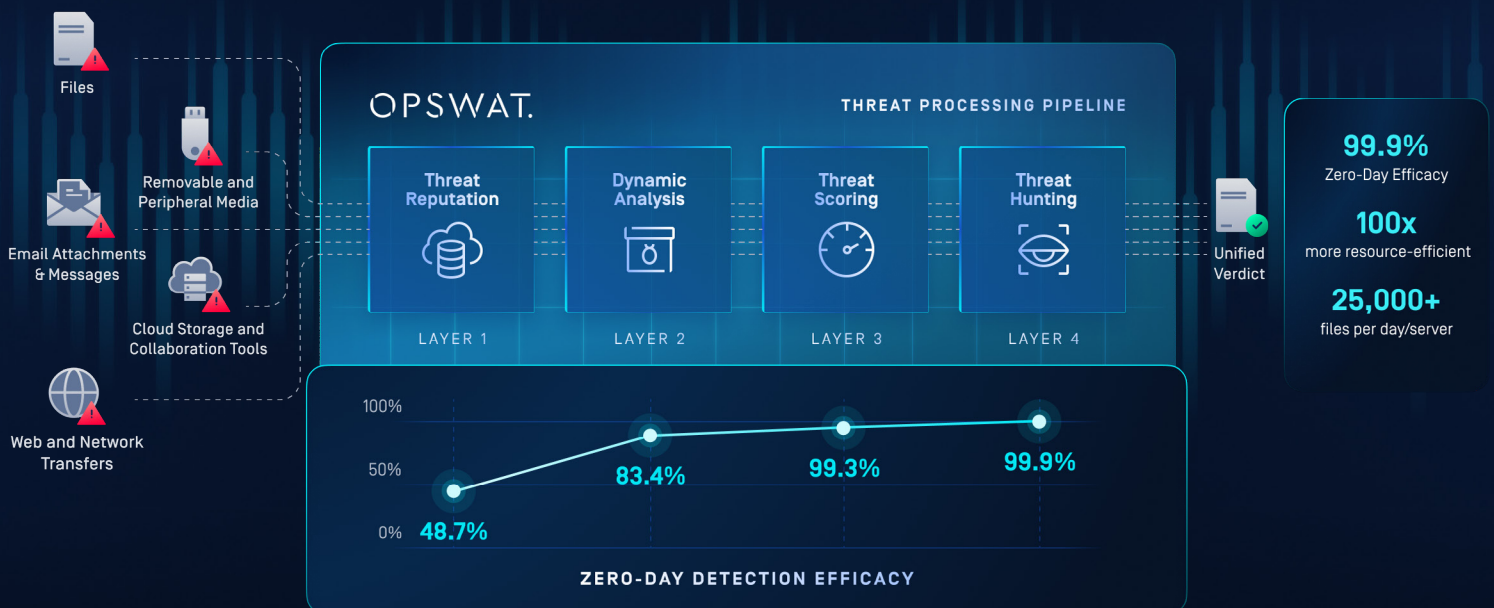 Files
Removable and
Peripheral Media
Email Attachments
& Messages
Cloud Storage and
Collaboration Tools
Web and Network
Transfers
OPSWAT.
THREAT PROCESSING PIPELINE
Threat
Reputation
LAYER 1
Dynamic
Analysis
LAYER 2
Threat
Scoring
LAYER 3
Threat
Hunting
LAYER 4
100%
50%
0%
48.7%
83.4%
99.3%
99.9%
ZERO-DAY DETECTION EFFICACY
Unified
Verdict
99.9%
Zero-Day Efficacy
100x
more resource-efficient
25,000+
files per day/server